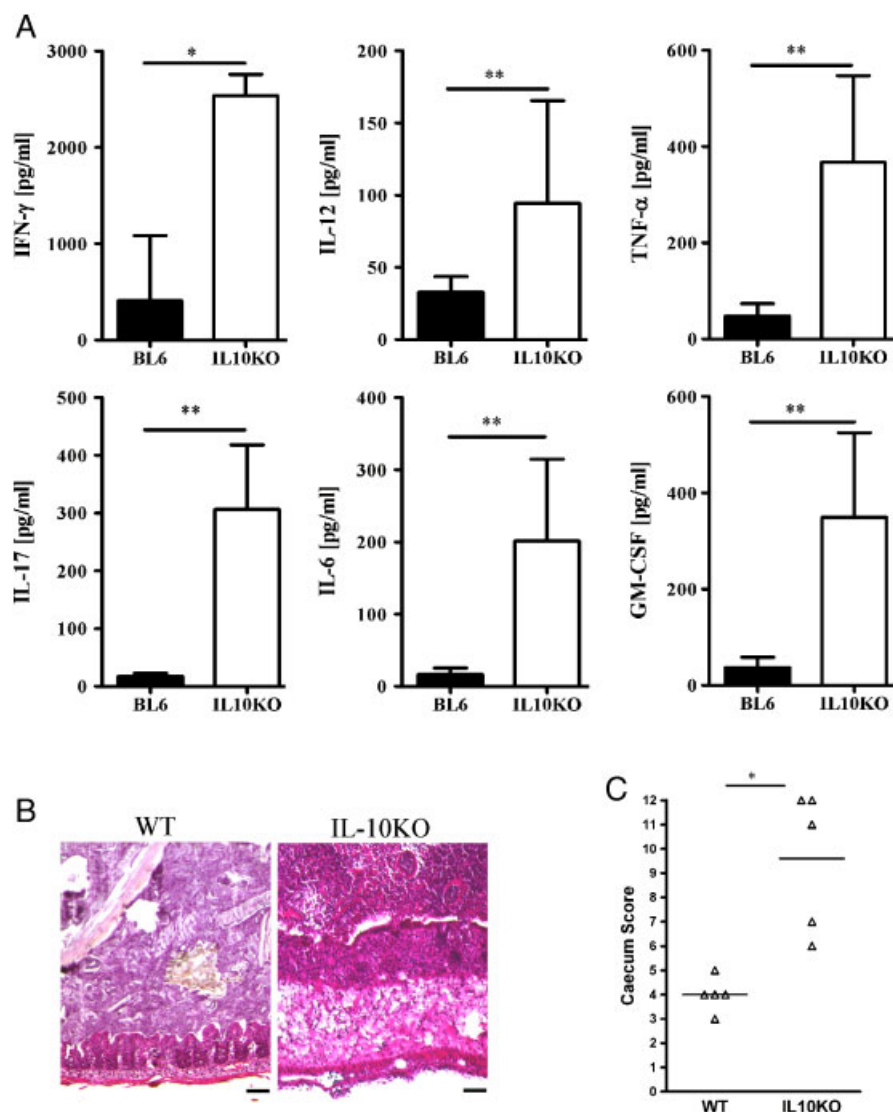 A
IFN-γ [pg/ml]
3000
2000
1000
0
*
BL6 IL10KO
IL-12 [pg/ml]
200
150
100
50
0
**
BL6 IL10KO
TNF-α [pg/ml]
600
400
200
0
**
BL6 IL10KO
IL-17 [pg/ml]
500
400
300
200
100
0
**
BL6 IL10KO
IL-6 [pg/ml]
400
300
200
100
0
**
BL6 IL10KO
GM-CSF [pg/ml]
600
400
200
0
**
BL6 IL10KO
B
WT IL-10KO
C
Caecum Score
12
11
10
9
8
7
6
5
4
3
2
1
0
*
WT IL10KO